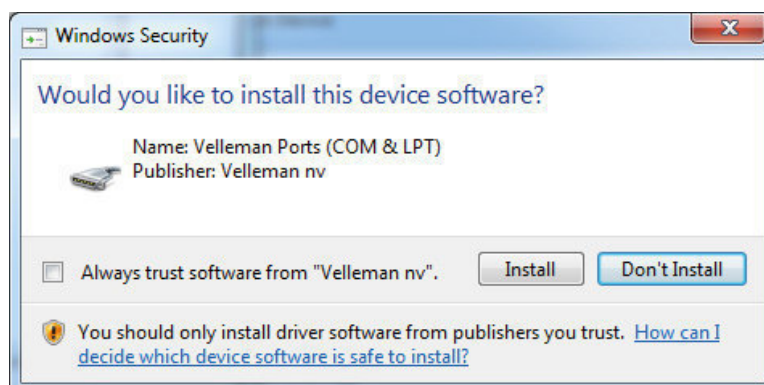 Windows Security
Would you like to install this device software?
Name: Velleman Ports (COM & LPT)
Publisher: Velleman nv
Always trust software from "Velleman nv".
Install
Don't Install
You should only install driver software from publishers you trust. How can I
decide which device software is safe to install?